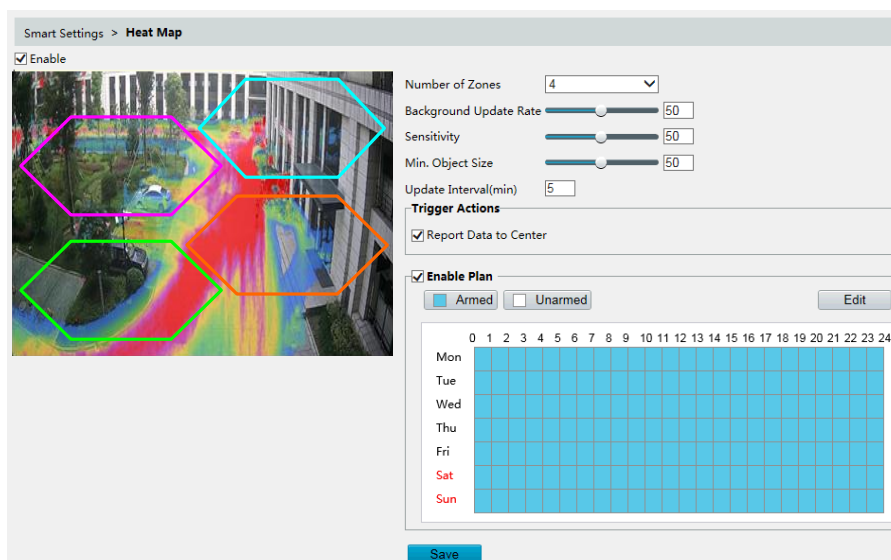 Smart Settings > Heat Map
Enable
Number of Zones 4
Background Update Rate 50
Sensitivity 50
Min. Object Size 50
Update Interval(min) 5
Trigger Actions
Report Data to Center
Enable Plan
Armed Unarmed Edit
0 1 2 3 4 5 6 7 8 9 10 11 12 13 14 15 16 17 18 19 20 21 22 23 24
Mon
Tue
Wed
Thu
Fri
Sat
Sun
Save